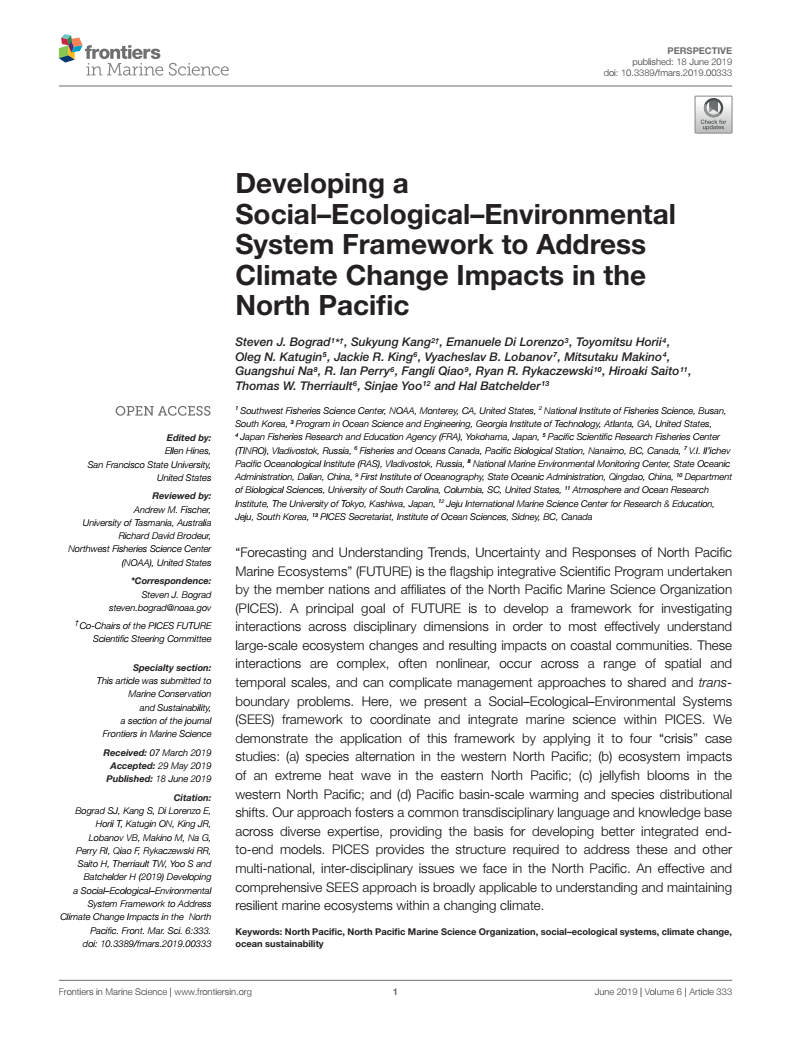 frontiers
in Marine Science
PERSPECTIVE
published: 18 June 2019
doi: 10.3389/fmars.2019.00333
Check for
updates
Developing a
Social–Ecological–Environmental
System Framework to Address
Climate Change Impacts in the
North Pacific
Steven J. Bograd¹*†, Sukyung Kang²†, Emanuele Di Lorenzo³, Toyomitsu Horii⁴,
Oleg N. Katugin⁵, Jackie R. King⁶, Vyacheslav B. Lobanov⁷, Mitsutaku Makino⁴,
Guangshui Na⁸, R. Ian Perry⁶, Fangli Qiao⁹, Ryan R. Rykaczewski¹⁰, Hiroaki Saito¹¹,
Thomas W. Therriault⁶, Sinjae Yoo¹² and Hal Batchelder¹³
¹ Southwest Fisheries Science Center, NOAA, Monterey, CA, United States, ² National Institute of Fisheries Science, Busan,
South Korea, ³ Program in Ocean Science and Engineering, Georgia Institute of Technology, Atlanta, GA, United States,
⁴ Japan Fisheries Research and Education Agency (FRA), Yokohama, Japan, ⁵ Pacific Scientific Research Fisheries Center
(TINRO), Vladivostok, Russia, ⁶ Fisheries and Oceans Canada, Pacific Biological Station, Nanaimo, BC, Canada, ⁷ V.I. Il'ichev
Pacific Oceanological Institute (RAS), Vladivostok, Russia, ⁸ National Marine Environmental Monitoring Center, State Oceanic
Administration, Dalian, China, ⁹ First Institute of Oceanography, State Oceanic Administration, Qingdao, China, ¹⁰ Department
of Biological Sciences, University of South Carolina, Columbia, SC, United States, ¹¹ Atmosphere and Ocean Research
Institute, The University of Tokyo, Kashiwa, Japan, ¹² Jeju International Marine Science Center for Research & Education,
Jeju, South Korea, ¹³ PICES Secretariat, Institute of Ocean Sciences, Sidney, BC, Canada
OPEN ACCESS
Edited by:
Ellen Hines,
San Francisco State University,
United States
Reviewed by:
Andrew M. Fischer,
University of Tasmania, Australia
Richard David Brodeur,
Northwest Fisheries Science Center
(NOAA), United States
*Correspondence:
Steven J. Bograd
steven.bograd@noaa.gov
†Co-Chairs of the PICES FUTURE
Scientific Steering Committee
Specialty section:
This article was submitted to
Marine Conservation
and Sustainability,
a section of the journal
Frontiers in Marine Science
Received: 07 March 2019
Accepted: 29 May 2019
Published: 18 June 2019
Citation:
Bograd SJ, Kang S, Di Lorenzo E,
Horii T, Katugin ON, King JR,
Lobanov VB, Makino M, Na G,
Perry RI, Qiao F, Rykaczewski RR,
Saito H, Therriault TW, Yoo S and
Batchelder H (2019) Developing
a Social–Ecological–Environmental
System Framework to Address
Climate Change Impacts in the North
Pacific. Front. Mar. Sci. 6:333.
doi: 10.3389/fmars.2019.00333
“Forecasting and Understanding Trends, Uncertainty and Responses of North Pacific
Marine Ecosystems” (FUTURE) is the flagship integrative Scientific Program undertaken
by the member nations and affiliates of the North Pacific Marine Science Organization
(PICES). A principal goal of FUTURE is to develop a framework for investigating
interactions across disciplinary dimensions in order to most effectively understand
large-scale ecosystem changes and resulting impacts on coastal communities. These
interactions are complex, often nonlinear, occur across a range of spatial and
temporal scales, and can complicate management approaches to shared and trans-
boundary problems. Here, we present a Social–Ecological–Environmental Systems
(SEES) framework to coordinate and integrate marine science within PICES. We
demonstrate the application of this framework by applying it to four “crisis” case
studies: (a) species alternation in the western North Pacific; (b) ecosystem impacts
of an extreme heat wave in the eastern North Pacific; (c) jellyfish blooms in the
western North Pacific; and (d) Pacific basin-scale warming and species distributional
shifts. Our approach fosters a common transdisciplinary language and knowledge base
across diverse expertise, providing the basis for developing better integrated end-
to-end models. PICES provides the structure required to address these and other
multi-national, inter-disciplinary issues we face in the North Pacific. An effective and
comprehensive SEES approach is broadly applicable to understanding and maintaining
resilient marine ecosystems within a changing climate.
Keywords: North Pacific, North Pacific Marine Science Organization, social–ecological systems, climate change,
ocean sustainability
Frontiers in Marine Science | www.frontiersin.org
1
June 2019 | Volume 6 | Article 333